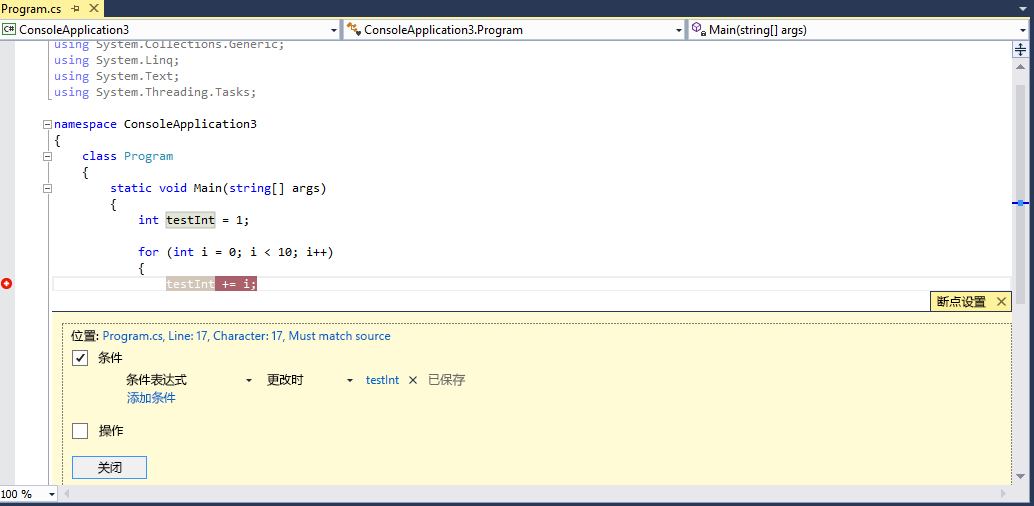 Program.cs
ConsoleApplication3 ConsoleApplication3.Program Main(string[] args)
using System.Collections.Generic;
using System.Linq;
using System.Text;
using System.Threading.Tasks;
namespace ConsoleApplication3
{
class Program
{
static void Main(string[] args)
{
int testInt = 1;
for (int i = 0; i < 10; i++)
{
testInt += i;
断点设置
位置: Program.cs, Line: 17, Character: 17, Must match source
条件
条件表达式 更改时 testInt 已保存
添加条件
操作
关闭
100 %